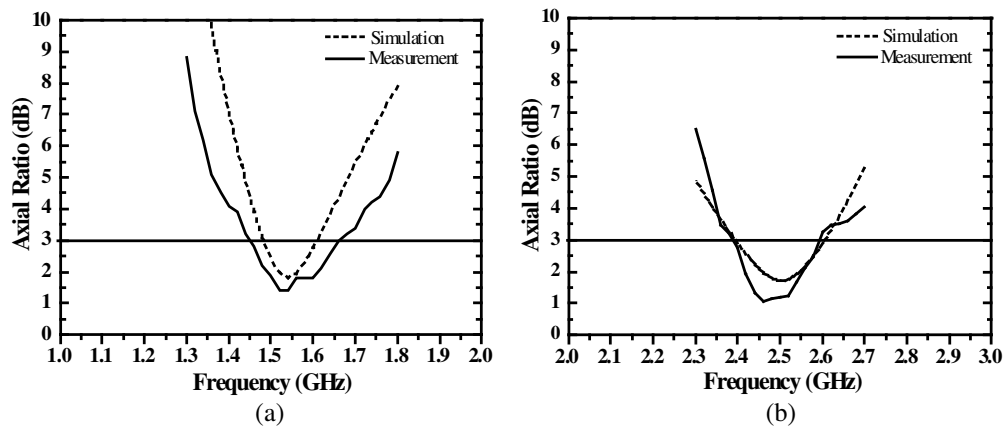 10
9
8
7
6
5
4
3
2
1
0
Axial Ratio (dB)
Simulation
Measurement
1.0 1.1 1.2 1.3 1.4 1.5 1.6 1.7 1.8 1.9 2.0
Frequency (GHz)
(a)
10
9
8
7
6
5
4
3
2
1
0
Axial Ratio (dB)
Simulation
Measurement
2.0 2.1 2.2 2.3 2.4 2.5 2.6 2.7 2.8 2.9 3.0
Frequency (GHz)
(b)